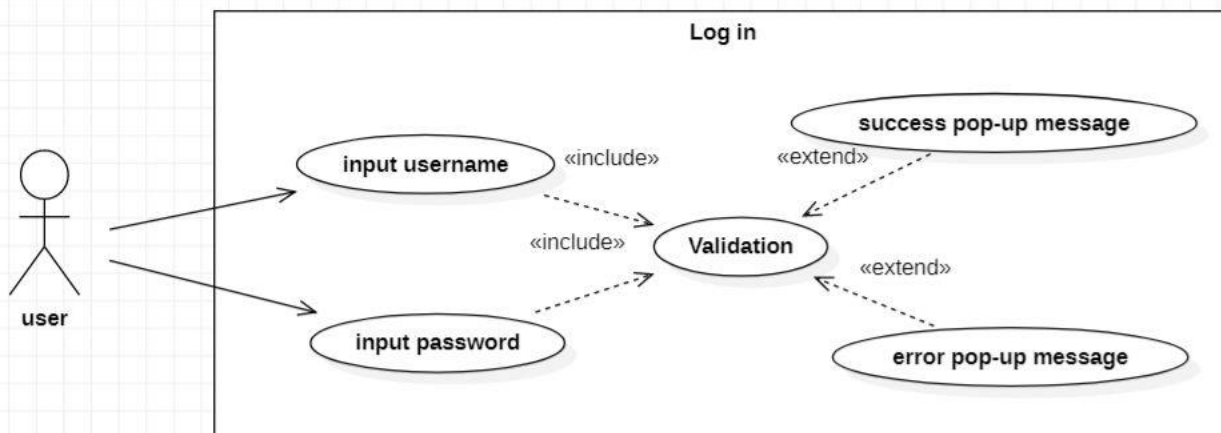 Log in
success pop-up message
input username
«include»
«extend»
«include»
Validation
«extend»
user
input password
error pop-up message